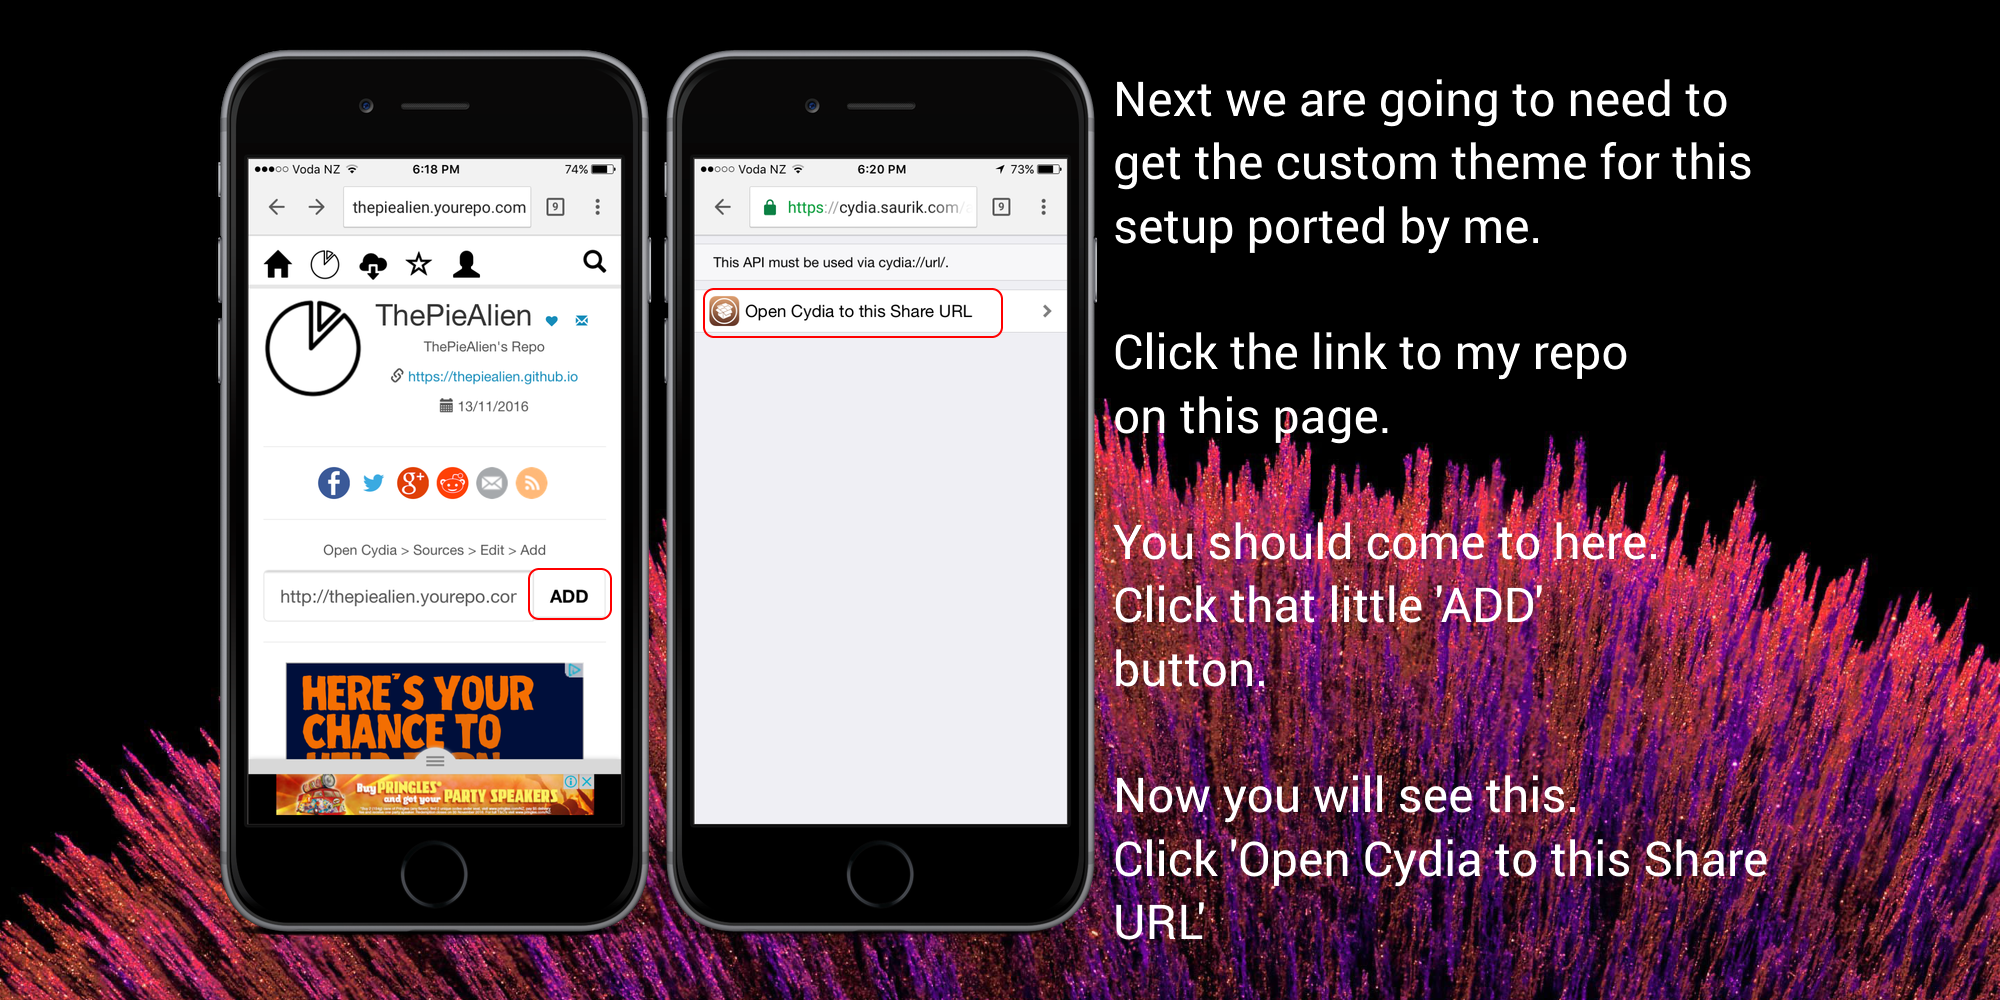 Voda NZ 6:18 PM 74%
thepiealien.yourepo.com 9
ThePieAlien
ThePieAlien's Repo
https://thepiealien.github.io
13/11/2016
Open Cydia > Sources > Edit > Add
http://thepiealien.yourepo.cor ADD
HERE'S YOUR
CHANCE TO
Buy PRINGLES
and get your PARTY SPEAKERS
Voda NZ 6:20 PM 73%
https://cydia.saurik.com/ 9
This API must be used via cydia://url/.
Open Cydia to this Share URL
Next we are going to need to
get the custom theme for this
setup ported by me.
Click the link to my repo
on this page.
You should come to here.
Click that little 'ADD'
button.
Now you will see this.
Click 'Open Cydia to this Share
URL'